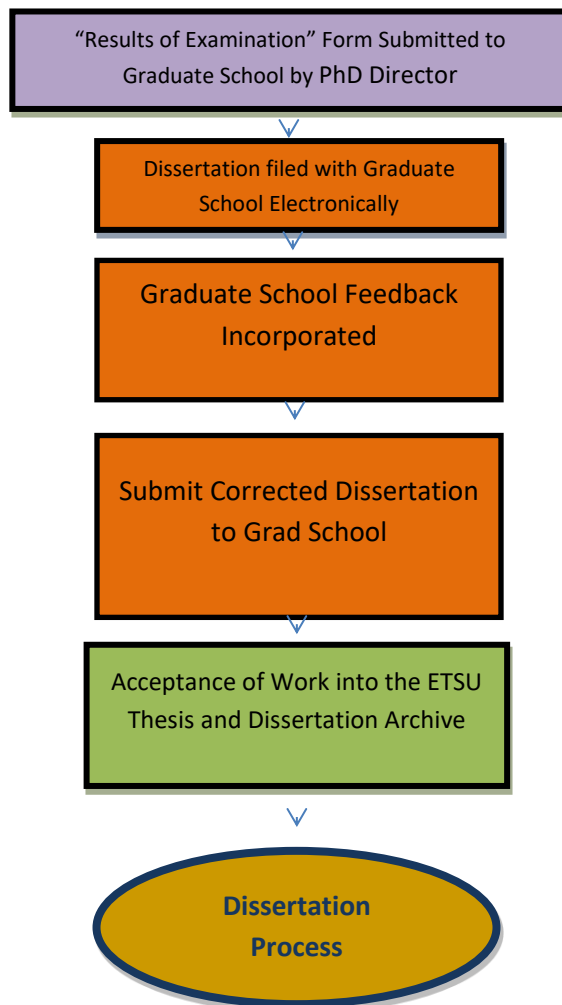 “Results of Examination” Form Submitted to
Graduate School by PhD Director
Dissertation filed with Graduate
School Electronically
Graduate School Feedback
Incorporated
Submit Corrected Dissertation
to Grad School
Acceptance of Work into the ETSU
Thesis and Dissertation Archive
Dissertation
Process